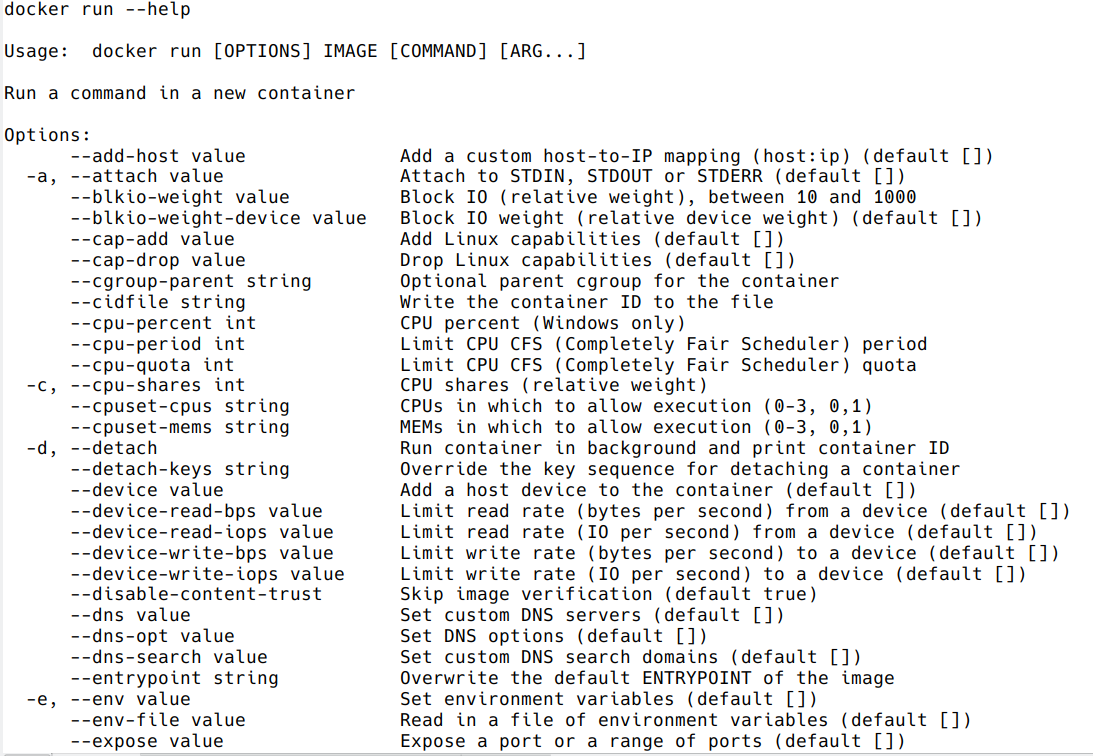 docker run --help

Usage:  docker run [OPTIONS] IMAGE [COMMAND] [ARG...]

Run a command in a new container

Options:
      --add-host value              Add a custom host-to-IP mapping (host:ip) (default [])
  -a, --attach value                Attach to STDIN, STDOUT or STDERR (default [])
      --blkio-weight value          Block IO (relative weight), between 10 and 1000
      --blkio-weight-device value   Block IO weight (relative device weight) (default [])
      --cap-add value               Add Linux capabilities (default [])
      --cap-drop value              Drop Linux capabilities (default [])
      --cgroup-parent string        Optional parent cgroup for the container
      --cidfile string              Write the container ID to the file
      --cpu-percent int             CPU percent (Windows only)
      --cpu-period int              Limit CPU CFS (Completely Fair Scheduler) period
      --cpu-quota int               Limit CPU CFS (Completely Fair Scheduler) quota
  -c, --cpu-shares int              CPU shares (relative weight)
      --cpuset-cpus string          CPUs in which to allow execution (0-3, 0,1)
      --cpuset-mems string          MEMs in which to allow execution (0-3, 0,1)
  -d, --detach                      Run container in background and print container ID
      --detach-keys string          Override the key sequence for detaching a container
      --device value                Add a host device to the container (default [])
      --device-read-bps value       Limit read rate (bytes per second) from a device (default [])
      --device-read-iops value      Limit read rate (IO per second) from a device (default [])
      --device-write-bps value      Limit write rate (bytes per second) to a device (default [])
      --device-write-iops value     Limit write rate (IO per second) to a device (default [])
      --disable-content-trust       Skip image verification (default true)
      --dns value                   Set custom DNS servers (default [])
      --dns-opt value               Set DNS options (default [])
      --dns-search value            Set custom DNS search domains (default [])
      --entrypoint string           Overwrite the default ENTRYPOINT of the image
  -e, --env value                   Set environment variables (default [])
      --env-file value              Read in a file of environment variables (default [])
      --expose value                Expose a port or a range of ports (default [])